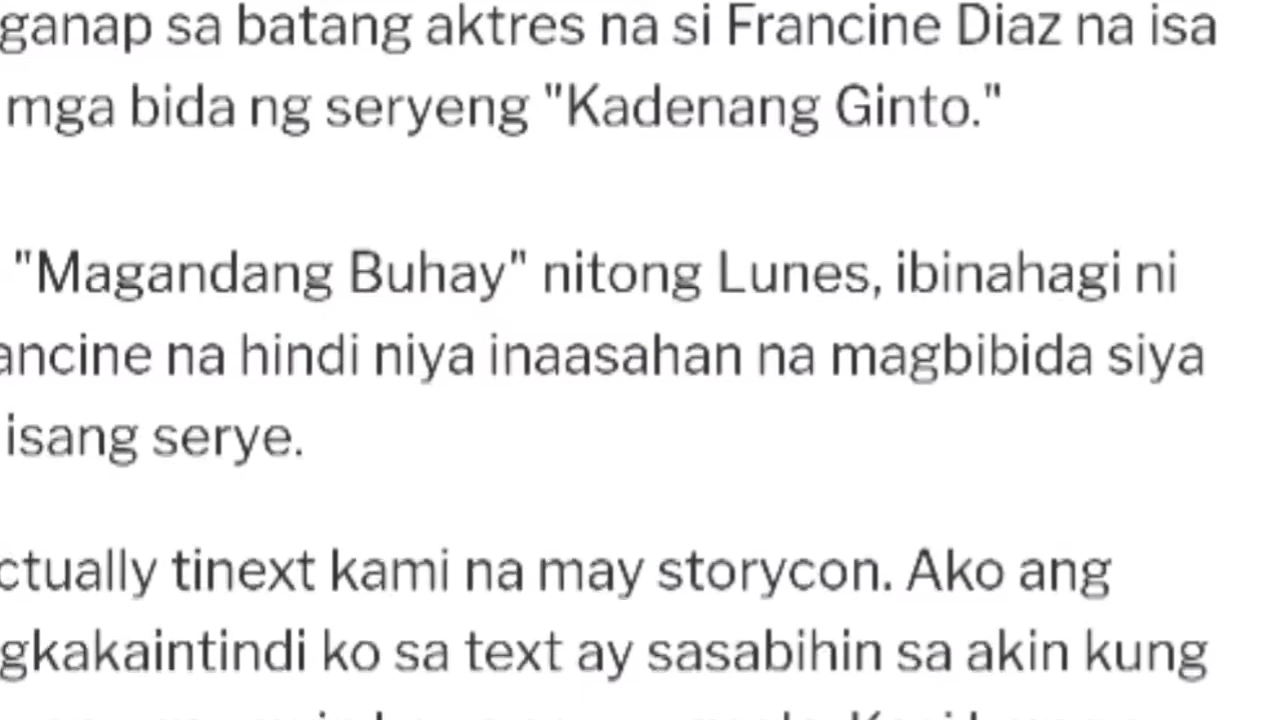 ganap sa batang aktres na si Francine Diaz na isa
mga bida ng seryeng "Kadenang Ginto."
"Magandang Buhay" nitong Lunes, ibinahagi ni
ancine na hindi niya inaasahan na magbibida siya
isang serye.
ctually tinext kami na may storycon. Ako ang
gkakaintindi ko sa text ay sasabihin sa akin kung